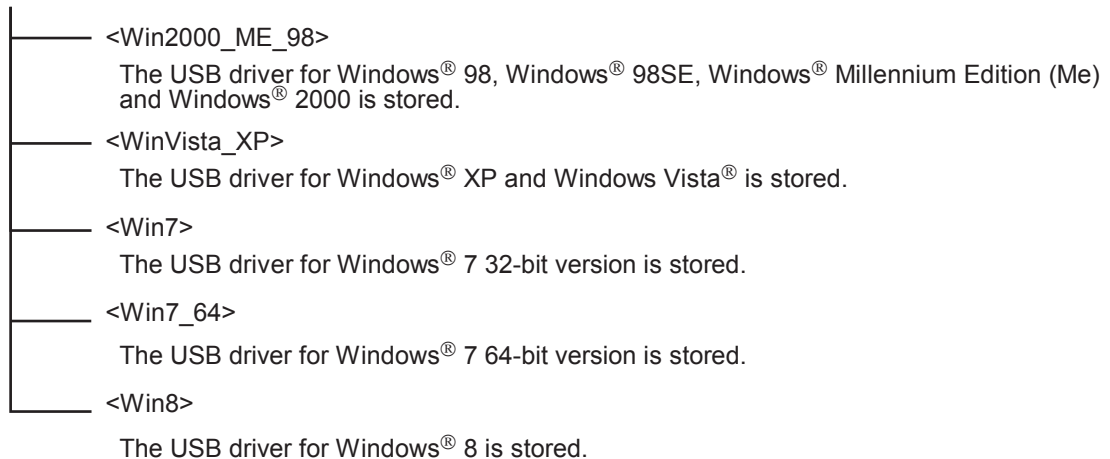 <Win2000_ME_98>
The USB driver for Windows® 98, Windows® 98SE, Windows® Millennium Edition (Me)
and Windows® 2000 is stored.
<WinVista_XP>
The USB driver for Windows® XP and Windows Vista® is stored.
<Win7>
The USB driver for Windows® 7 32-bit version is stored.
<Win7_64>
The USB driver for Windows® 7 64-bit version is stored.
<Win8>
The USB driver for Windows® 8 is stored.